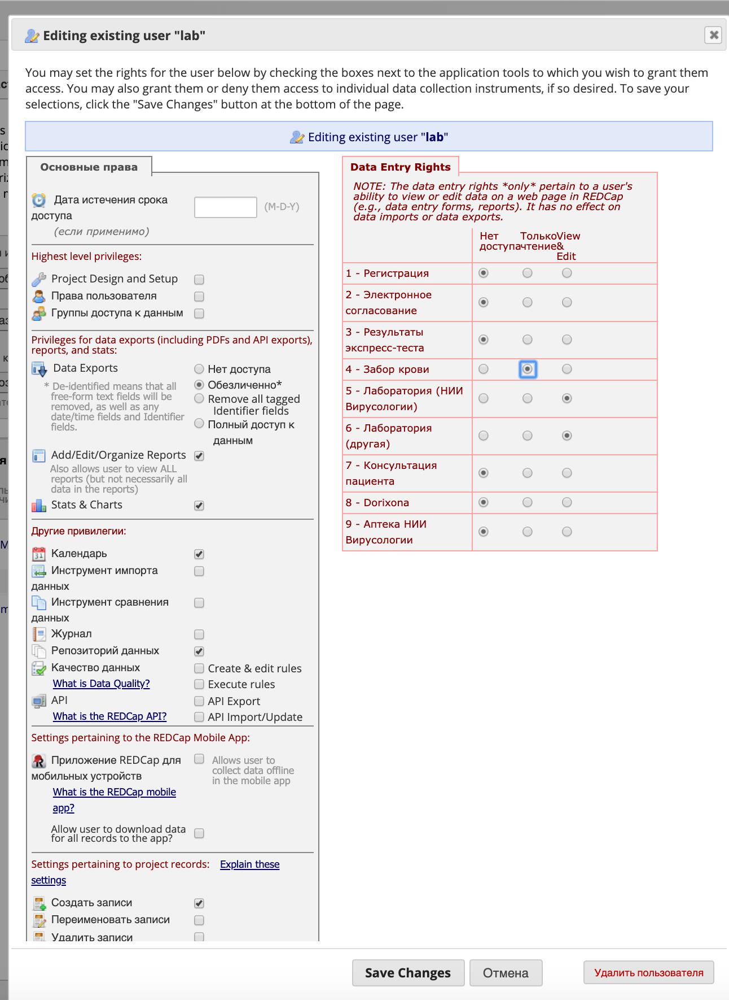 Editing existing user "lab"
You may set the rights for the user below by checking the boxes next to the application tools to which you wish to grant them
access. You may also grant them or deny them access to individual data collection instruments, if so desired. To save your
selections, click the "Save Changes" button at the bottom of the page.
Editing existing user "lab"
Основные права
Дата истечения срока
доступа
(M-D-Y)
(если применимо)
Highest level privileges:
Project Design and Setup
Права пользователя
Группы доступа к данным
Privileges for data exports (including PDFs and API exports),
reports, and stats:
Data Exports
* De-identified means that all
free-form text fields will be
removed, as well as any
date/time fields and Identifier
fields.
Нет доступа
Обезличенно*
Remove all tagged
Identifier fields
Полный доступ к
данным
Add/Edit/Organize Reports
Also allows user to view ALL
reports (but not necessarily all
data in the reports)
Stats & Charts
Другие привилегии:
Календарь
Инструмент импорта
данных
Инструмент сравнения
данных
Журнал
Репозиторий данных
Качество данных
What is Data Quality?
Create & edit rules
Execute rules
API
What is the REDCap API?
API Export
API Import/Update
Settings pertaining to the REDCap Mobile App:
Приложение REDCap для
мобильных устройств
What is the REDCap mobile
app?
Allows user to
collect data offline
in the mobile app
Allow user to download data
for all records to the app?
Settings pertaining to project records: Explain these
settings
Создать записи
Переименовать записи
Удалить записи
Data Entry Rights
NOTE: The data entry rights *only* pertain to a user's
ability to view or edit data on a web page in REDCap
(e.g., data entry forms, reports). It has no effect on
data imports or data exports.
Нет
доступа
Только
чтение
View
&
Edit
1 - Регистрация
2 - Электронное
согласование
3 - Результаты
экспресс-теста
4 - Забор крови
5 - Лаборатория (НИИ
Вирусологии)
6 - Лаборатория
(другая)
7 - Консультация
пациента
8 - Dorixona
9 - Аптека НИИ
Вирусологии
Save Changes
Отмена
Удалить пользователя